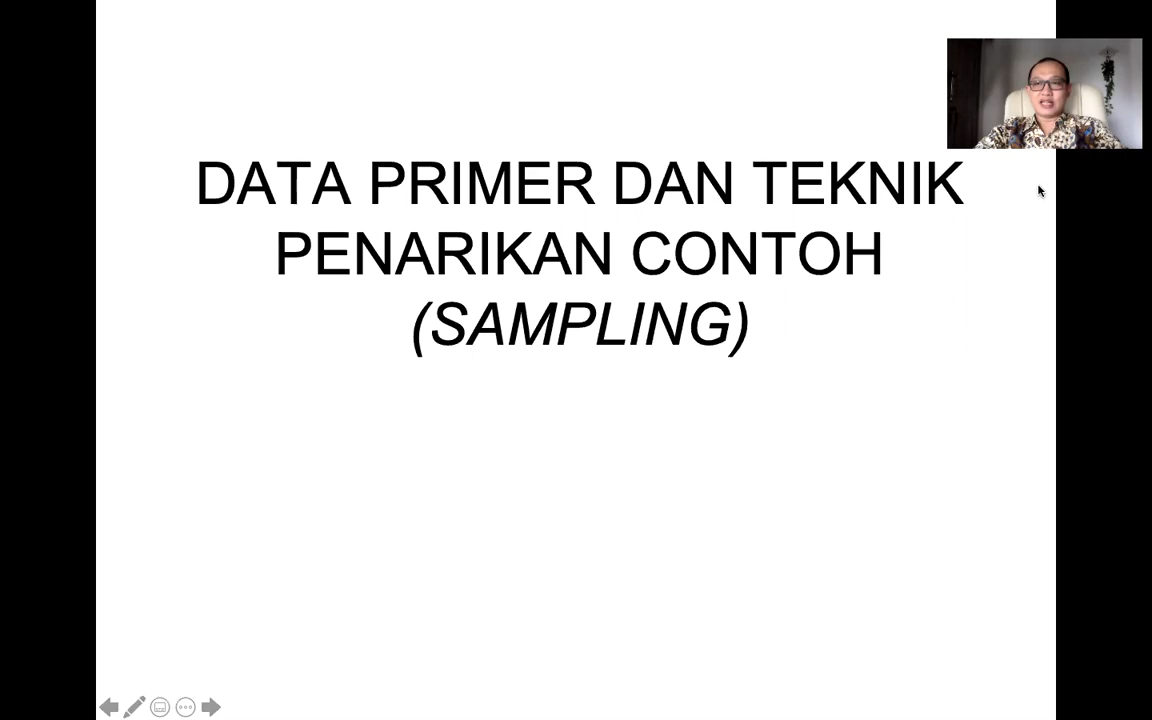 DATA PRIMER DAN TEKNIK
PENARIKAN CONTOH
(SAMPLING)